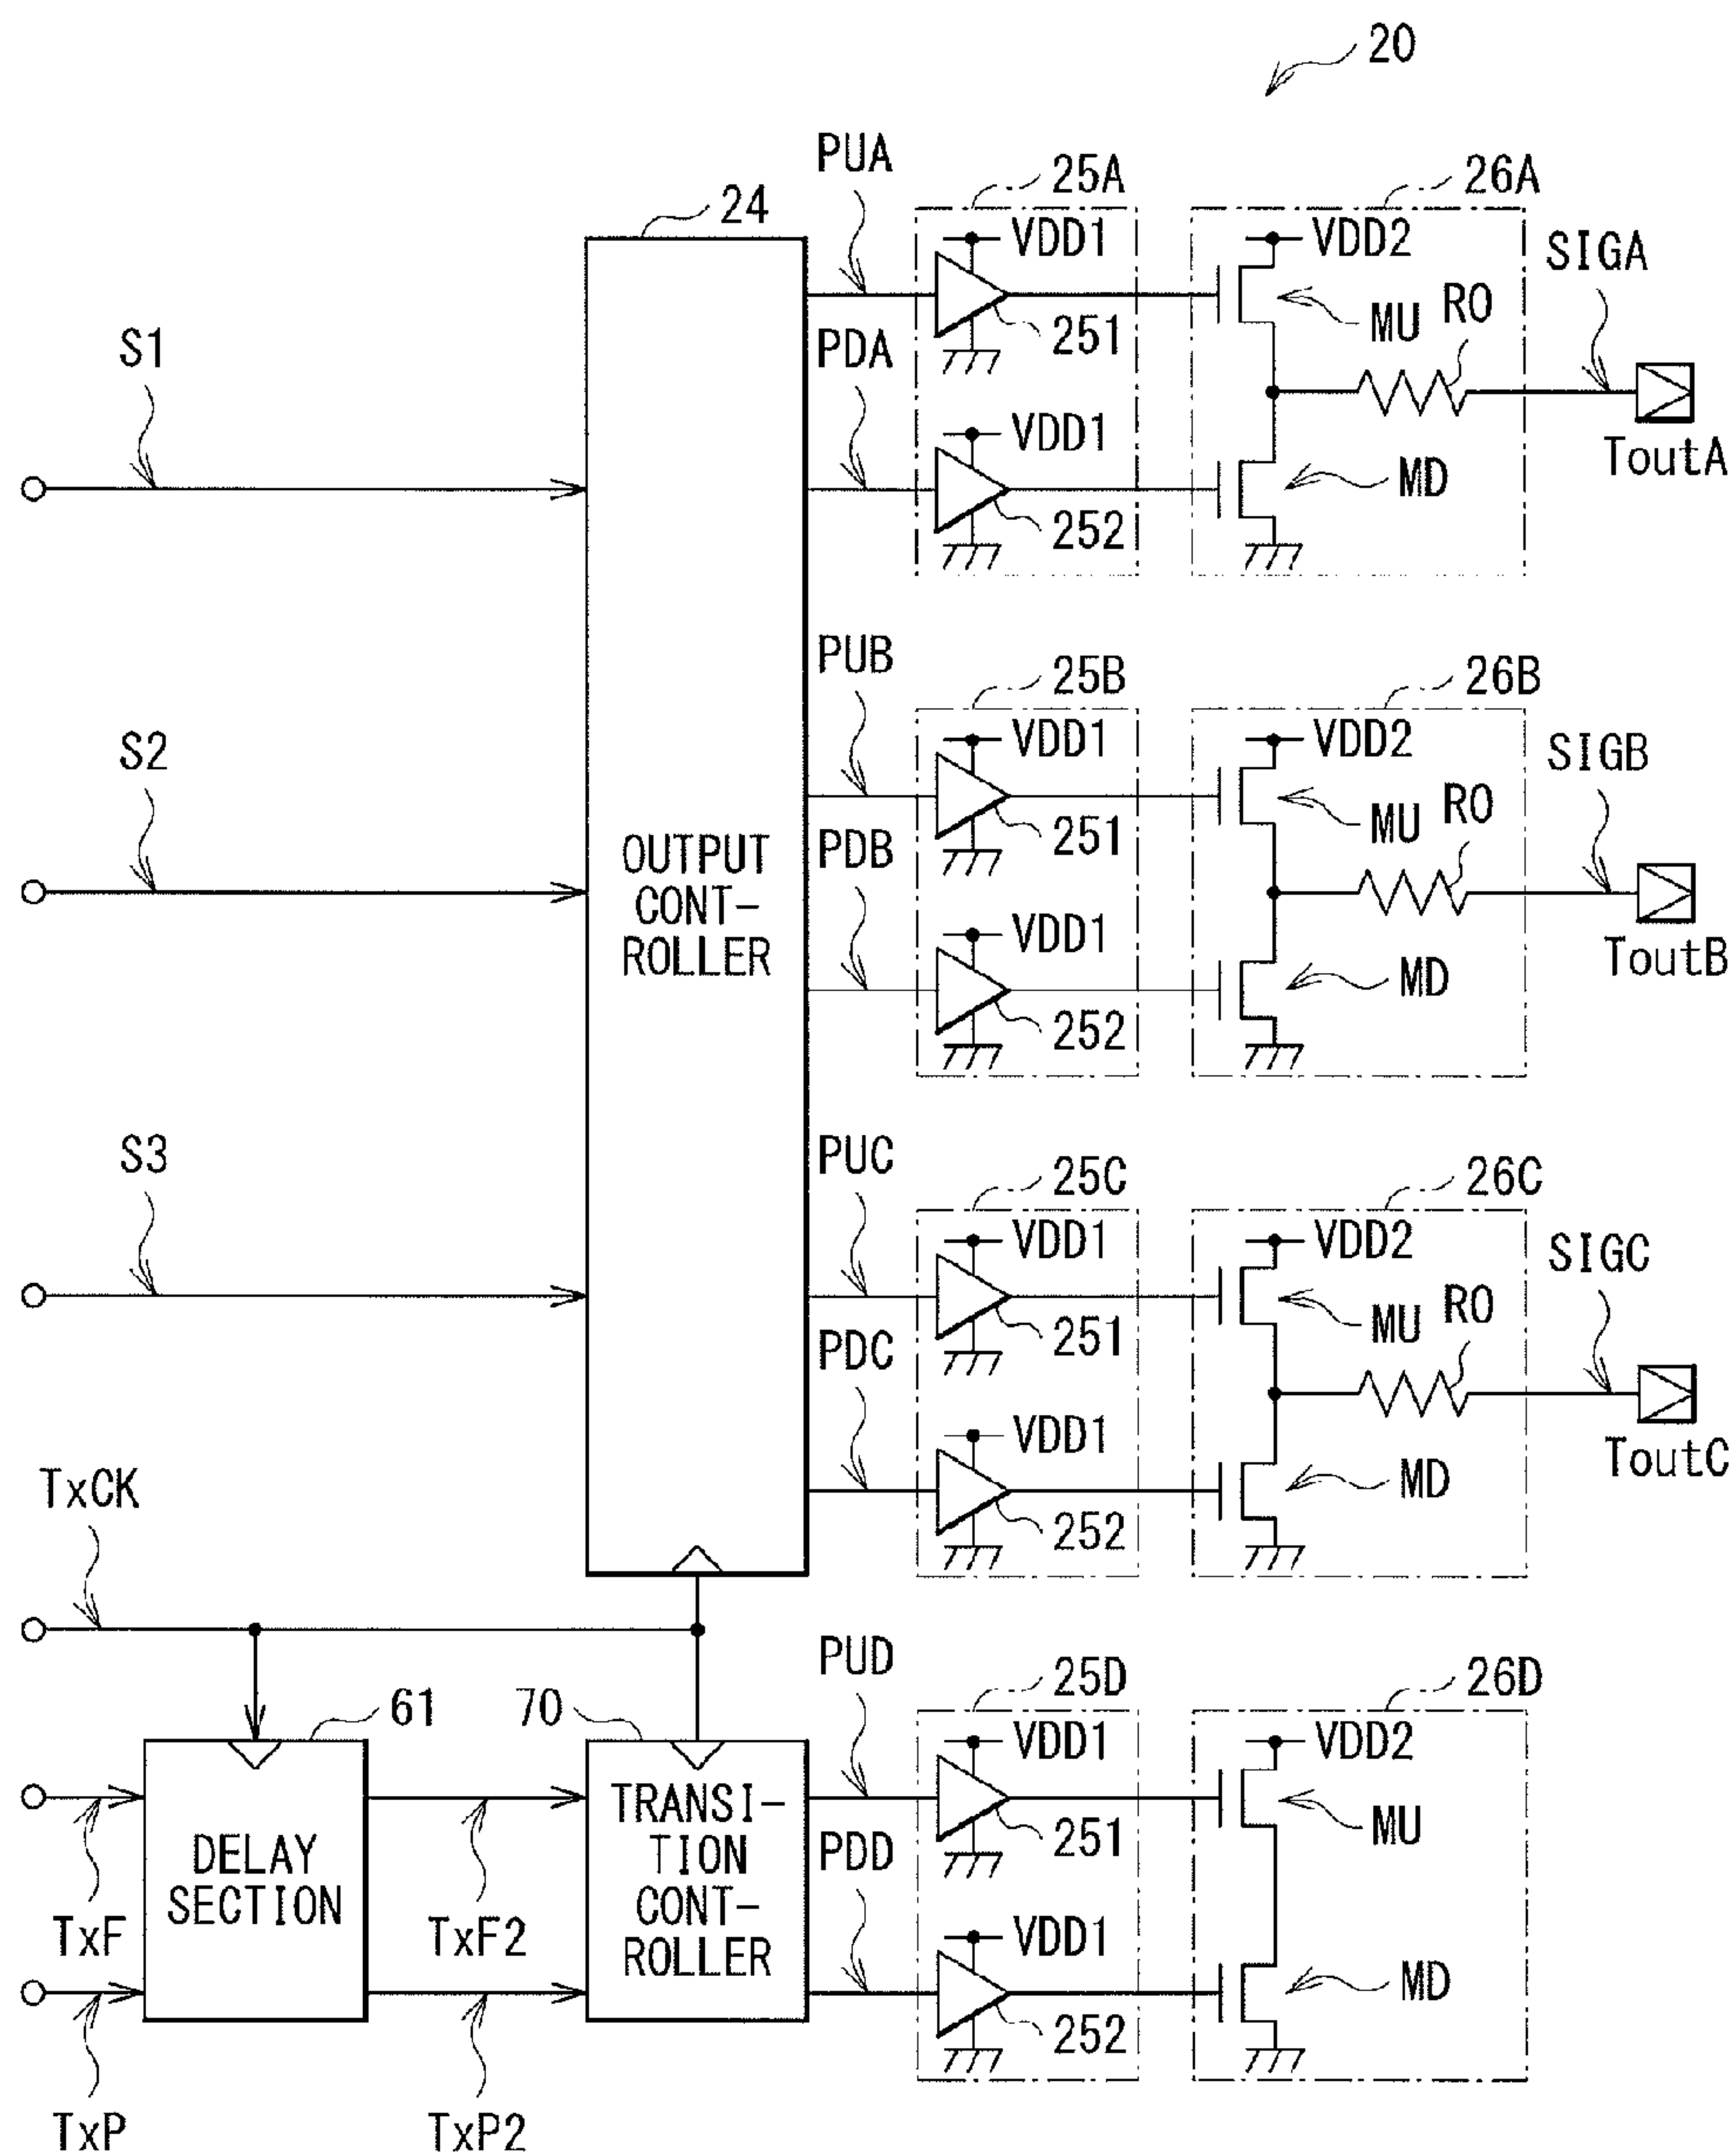 20
PUA
25A
26A
24
VDD1
VDD2
SIGA
251
MU
RO
S1
PDA
VDD1
ToutA
MD
252
PUB
25B
26B
VDD1
VDD2
SIGB
S2
251
MU
RO
PDB
OUTPUT
CONT-
ROLLER
VDD1
ToutB
MD
252
S3
PUC
25C
26C
VDD1
VDD2
SIGC
251
MU
RO
PDC
VDD1
ToutC
TxCK
MD
252
PUD
25D
26D
61
70
VDD1
VDD2
TRANSI-
TION
CONT-
ROLLER
MU
251
DELAY
SECTION
PDD
TxF
TxF2
VDD1
MD
252
TxP
TxP2